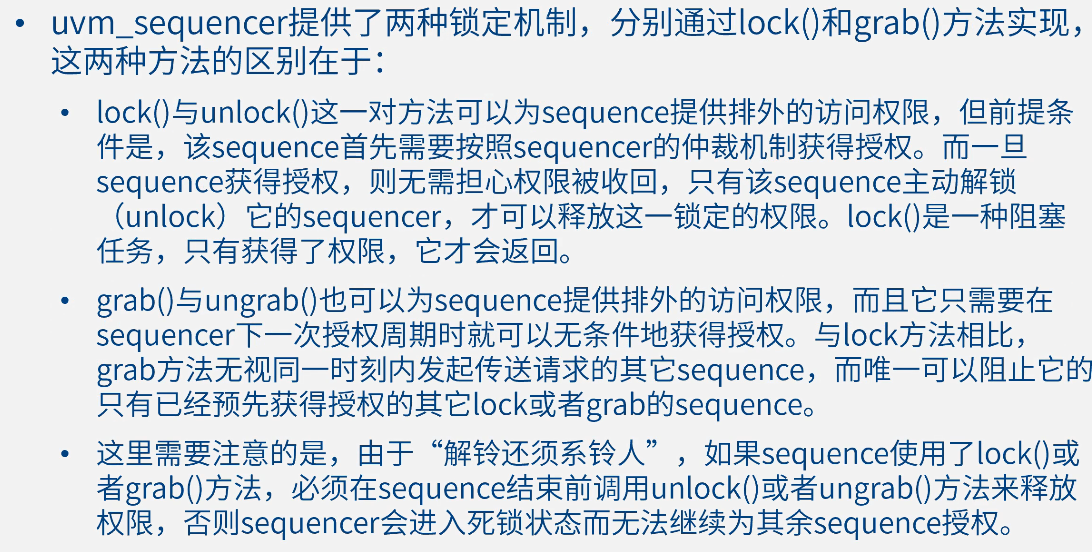 • uvm_sequencer提供了两种锁定机制，分别通过lock()和grab()方法实现，
这两种方法的区别在于：
• lock()与unlock()这一对方法可以为sequence提供排外的访问权限，但前提条
件是，该sequence首先需要按照sequencer的仲裁机制获得授权。而一旦
sequence获得授权，则无需担心权限被收回，只有该sequence主动解锁
（unlock）它的sequencer，才可以释放这一锁定的权限。lock()是一种阻塞
任务，只有获得了权限，它才会返回。
• grab()与ungrab()也可以为sequence提供排外的访问权限，而且它只需要在
sequencer下一次授权周期时就可以无条件地获得授权。与lock方法相比，
grab方法无视同一时刻内发起传送请求的其它sequence，而唯一可以阻止它的
只有已经预先获得授权的其它lock或者grab的sequence。
• 这里需要注意的是，由于“解铃还须系铃人”，如果sequence使用了lock()或
者grab()方法，必须在sequence结束前调用unlock()或者ungrab()方法来释放
权限，否则sequencer会进入死锁状态而无法继续为其余sequence授权。